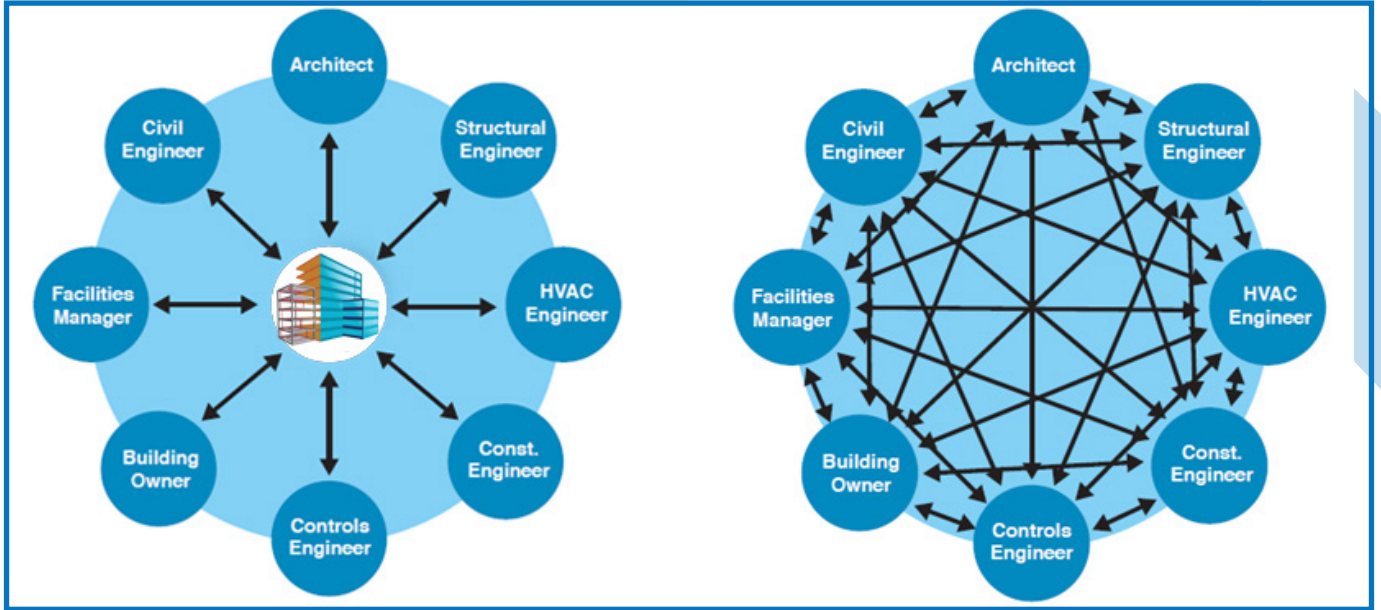 Architect
Civil
Engineer
Structural
Engineer
Facilities
Manager
HVAC
Engineer
Building
Owner
Const.
Engineer
Controls
Engineer
Architect
Civil
Engineer
Structural
Engineer
Facilities
Manager
HVAC
Engineer
Building
Owner
Const.
Engineer
Controls
Engineer